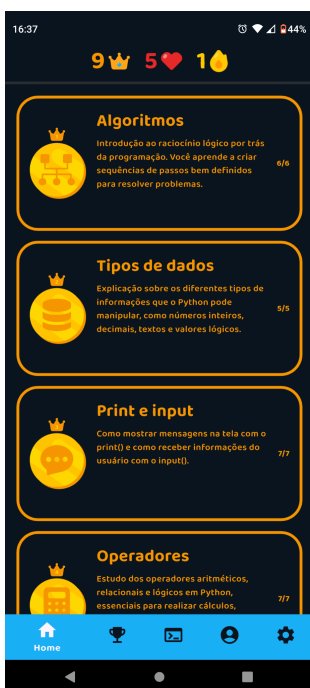 16:37
44%
9 5 1
Algoritmos
Introdução ao raciocínio lógico por trás
da programação. Você aprende a criar
sequências de passos bem definidos
para resolver problemas.
6/6
Tipos de dados
Explicação sobre os diferentes tipos de
informações que o Python pode
manipular, como números inteiros,
decimais, textos e valores lógicos.
5/5
Print e input
Como mostrar mensagens na tela com o
print() e como receber informações do
usuário com o input().
7/7
Operadores
Estudo dos operadores aritméticos,
relacionais e lógicos em Python,
essenciais para realizar cálculos,
7/7
Home